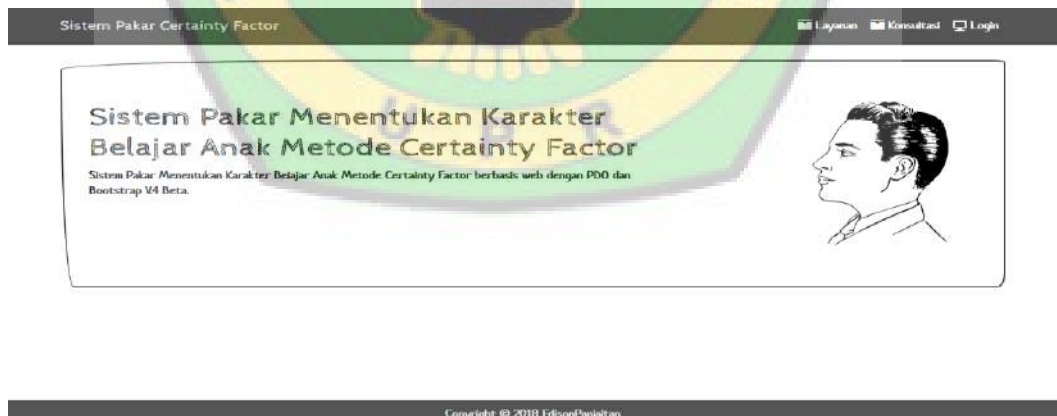 Sistem Pakar Certainty Factor
Layanan Konsultasi Login
Sistem Pakar Menentukan Karakter
Belajar Anak Metode Certainty Factor
Sistem Pakar Menentukan Karakter Belajar Anak Metode Certainty Factor berbasis web dengan PDO dan
Bootstrap V4 Beta.
U H R
Copyright © 2018 EdisonPanjaitan